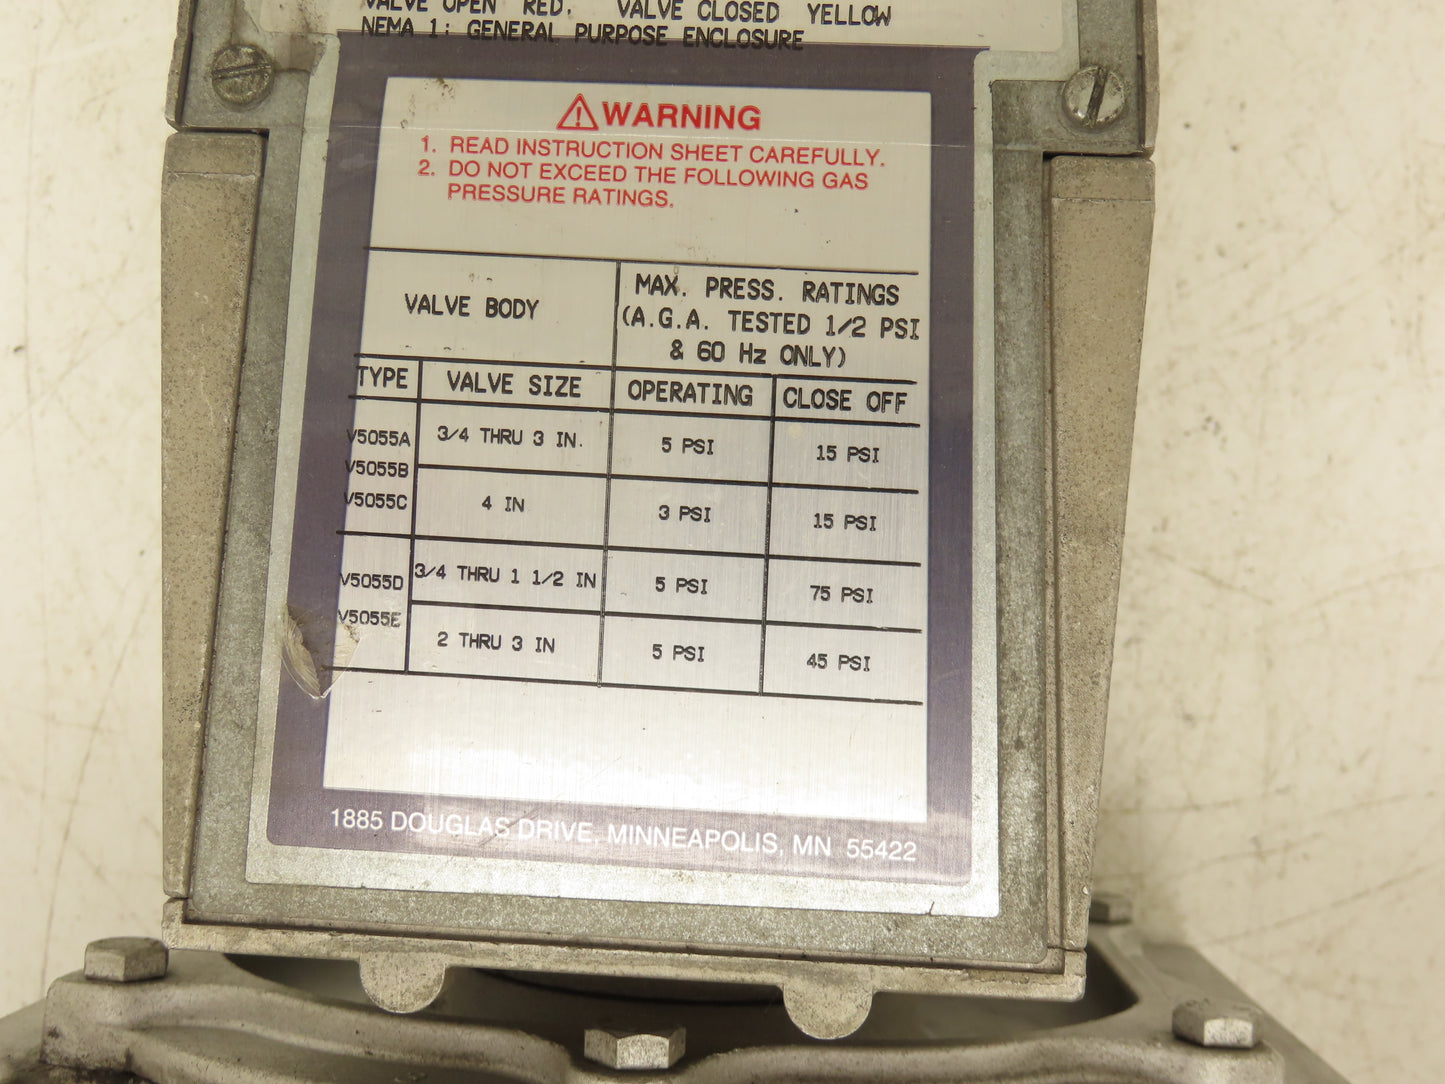 VALVE OPEN RED. VALVE CLOSED YELLOW
NEMA 1: GENERAL PURPOSE ENCLOSURE
WARNING
1. READ INSTRUCTION SHEET CAREFULLY.
2. DO NOT EXCEED THE FOLLOWING GAS
PRESSURE RATINGS.
VALVE BODY
MAX. PRESS. RATINGS
(A.G.A. TESTED 1/2 PSI
& 60 Hz ONLY)
TYPE VALVE SIZE OPERATING CLOSE OFF
V5055A 3/4 THRU 3 IN. 5 PSI 15 PSI
V5055B
V5055C 4 IN 3 PSI 15 PSI
V5055D 3/4 THRU 1 1/2 IN 5 PSI 75 PSI
V5055E 2 THRU 3 IN 5 PSI 45 PSI
1885 DOUGLAS DRIVE, MINNEAPOLIS, MN 55422